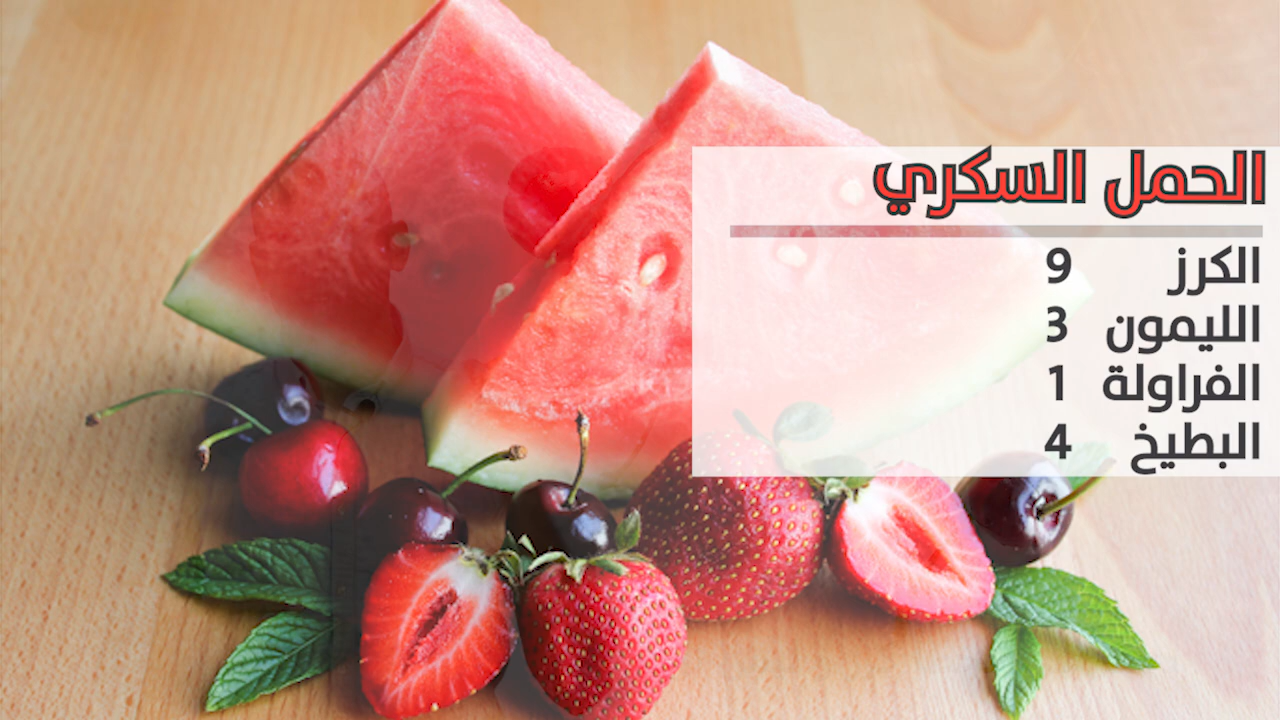 الحمل السكري
الكرز 9
الليمون 3
الفراولة 1
البطيخ 4